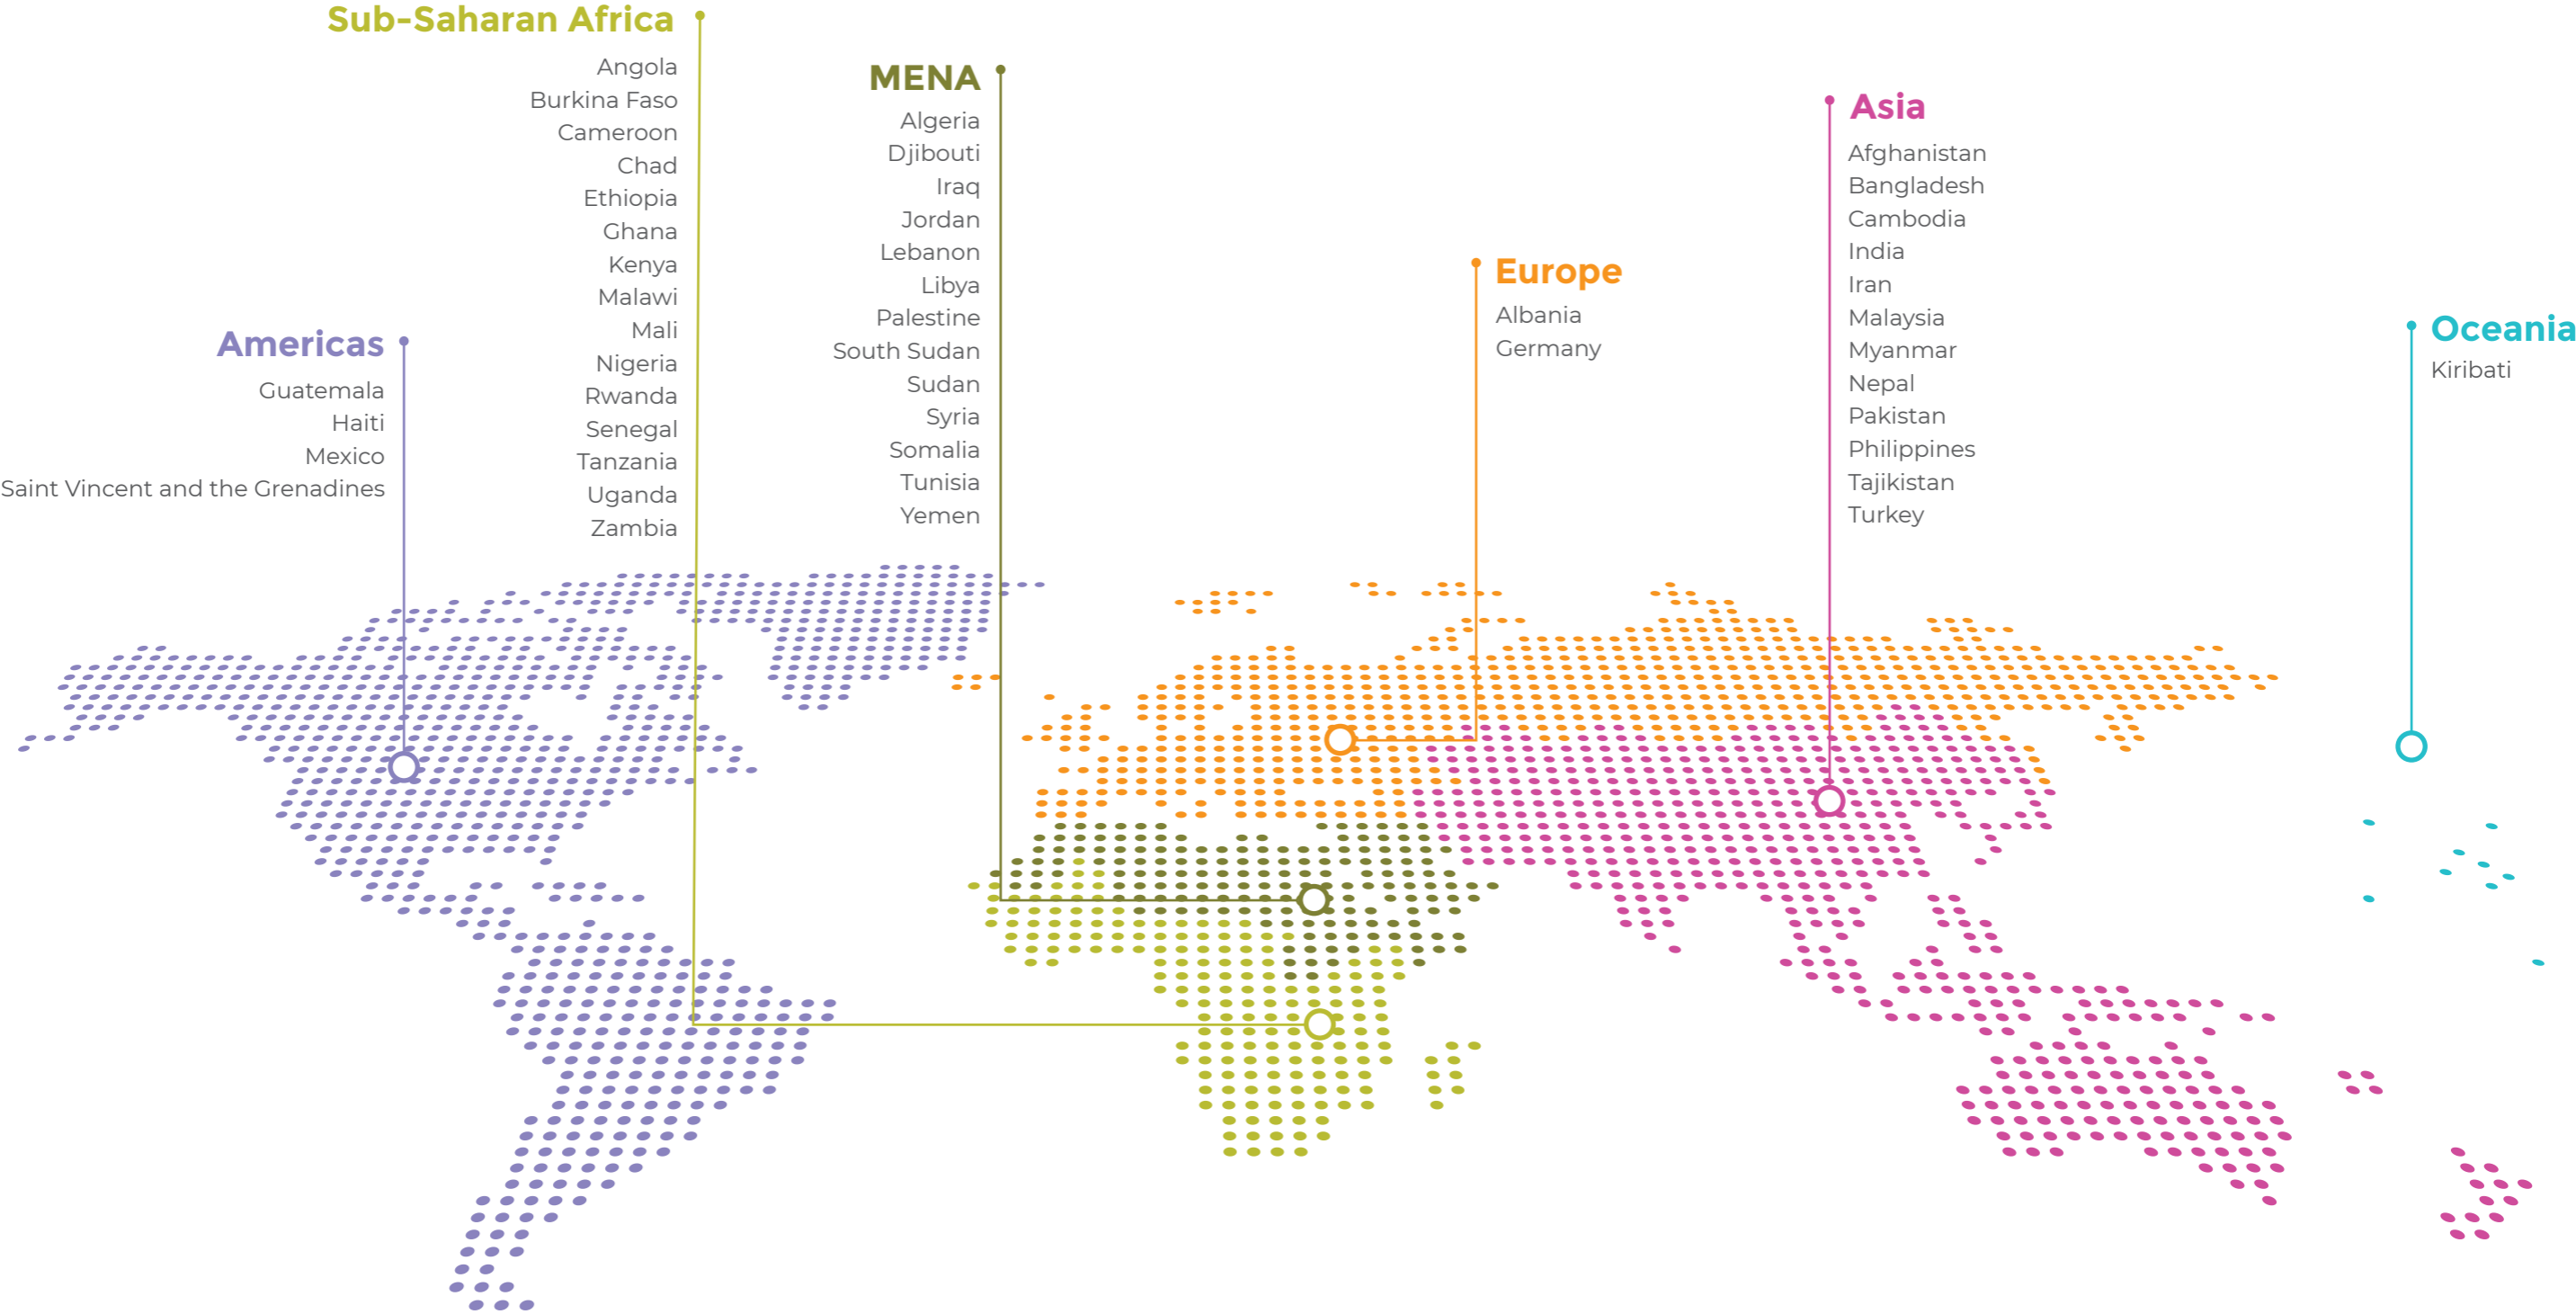 Sub-Saharan Africa
Angola
Burkina Faso
Cameroon
Chad
Ethiopia
Ghana
Kenya
Malawi
Mali
Nigeria
Rwanda
Senegal
Tanzania
Uganda
Zambia
MENA
Algeria
Djibouti
Iraq
Jordan
Lebanon
Libya
Palestine
South Sudan
Sudan
Syria
Somalia
Tunisia
Yemen
Asia
Afghanistan
Bangladesh
Cambodia
India
Iran
Malaysia
Myanmar
Nepal
Pakistan
Philippines
Tajikistan
Turkey
Europe
Albania
Germany
Oceania
Kiribati
Americas
Guatemala
Haiti
Mexico
Saint Vincent and the Grenadines